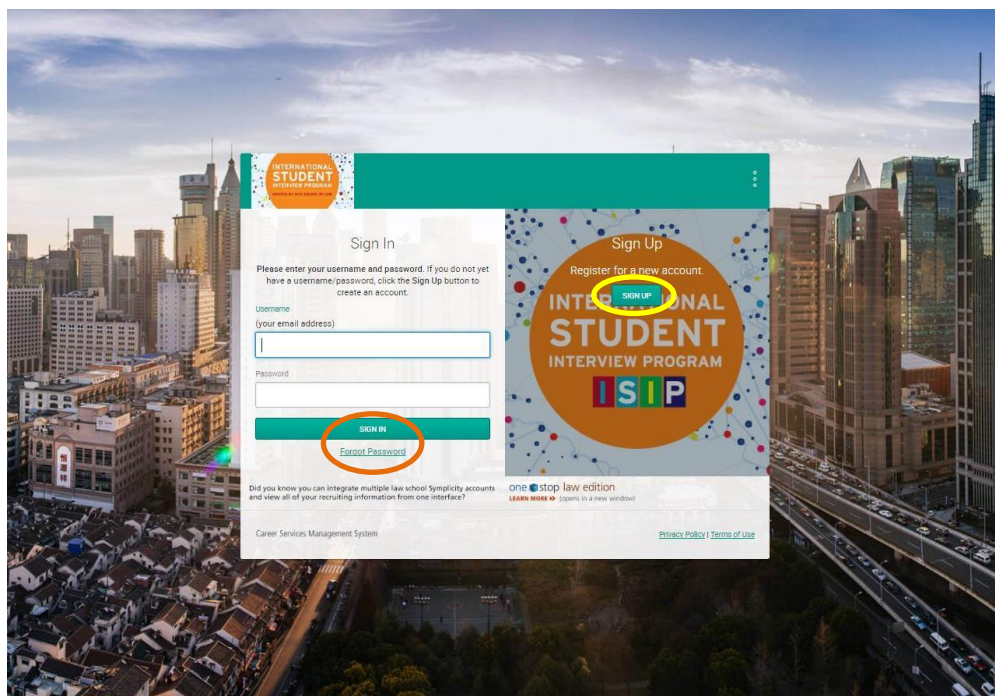 INTERNATIONAL
STUDENT
INTERVIEW PROGRAM
Sign In
Please enter your username and password. If you do not yet
have a username/password, click the Sign Up button to
create an account.
Username
(your email address)
Password
SIGN IN
Forgot Password
Sign Up
Register for a new account.
SIGN UP
STUDENT
INTERVIEW PROGRAM
ISIP
Did you know you can integrate multiple law school Symplicity accounts
and view all of your recruiting information from one interface?
one stop law edition
LEARN MORE (opens in a new window)
Career Services Management System
Privacy Policy | Terms of Use
恒源祥